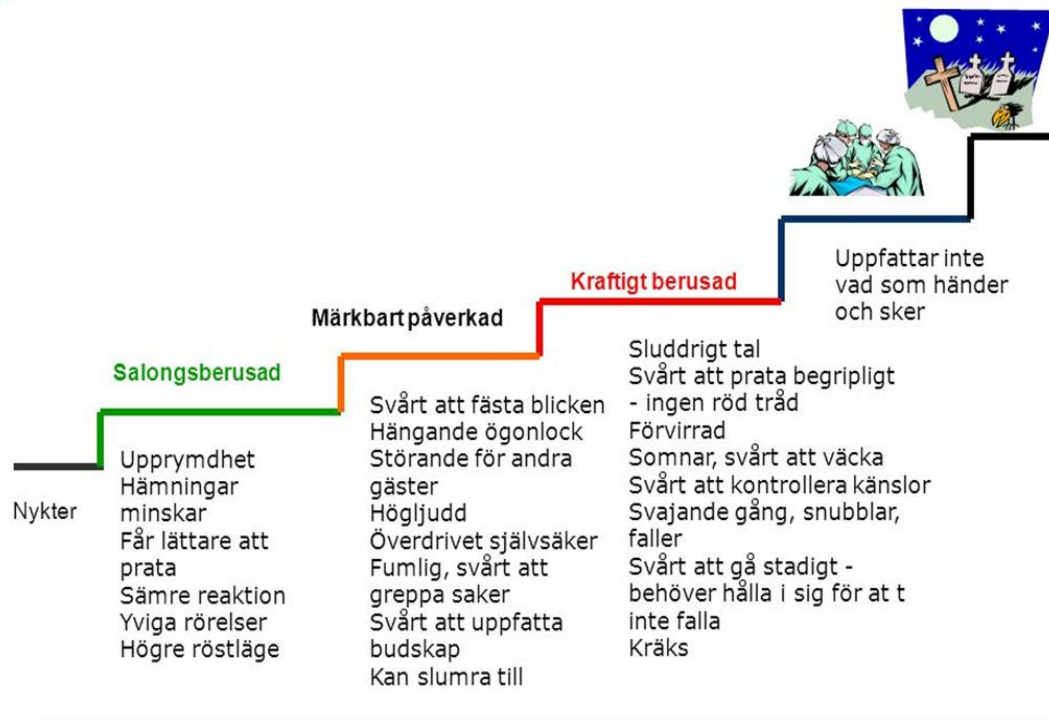 Nykter
Salongsberusad
Upprymdhet
Hämningar
minskar
Får lättare att
prata
Sämre reaktion
Yviga rörelser
Högre röstläge
Märkbart påverkad
Svårt att fästa blicken
Hängande ögonlock
Störande för andra
gäster
Högljudd
Överdrivet självsäker
Fumlig, svårt att
greppa saker
Svårt att uppfatta
budskap
Kan slumra till
Kraftigt berusad
Sluddrigt tal
Svårt att prata begripligt
- ingen röd tråd
Förvirrad
Somnar, svårt att väcka
Svårt att kontrollera känslor
Svajande gång, snubblar,
faller
Svårt att gå stadigt -
behöver hålla i sig för at t
inte falla
Kräks
Uppfattar inte
vad som händer
och sker